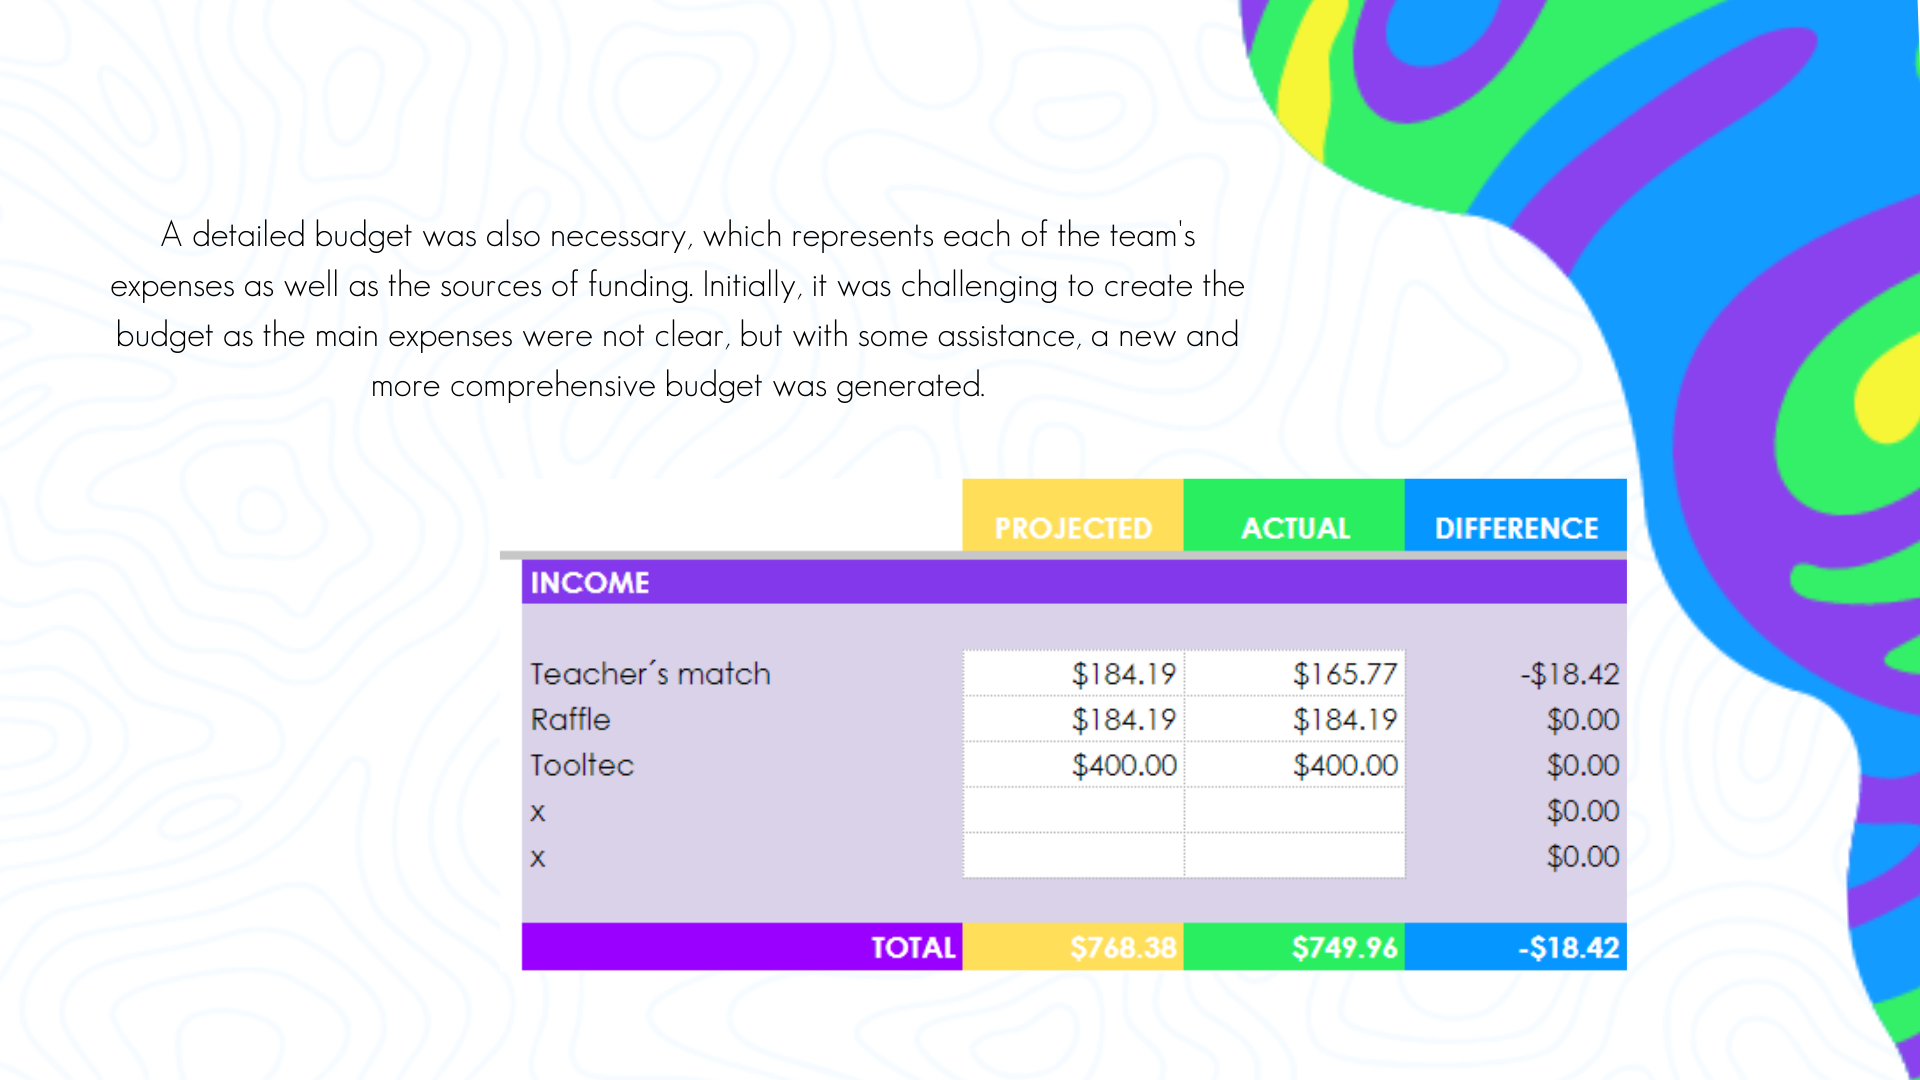 A detailed budget was also necessary, which represents each of the team's
expenses as well as the sources of funding. Initially, it was challenging to create the
budget as the main expenses were not clear, but with some assistance, a new and
more comprehensive budget was generated.
PROJECTED ACTUAL DIFFERENCE
INCOME
Teacher´s match $184.19 $165.77 -$18.42
Raffle $184.19 $184.19 $0.00
Tooltec $400.00 $400.00 $0.00
x $0.00
x $0.00
TOTAL $768.38 $749.96 -$18.42